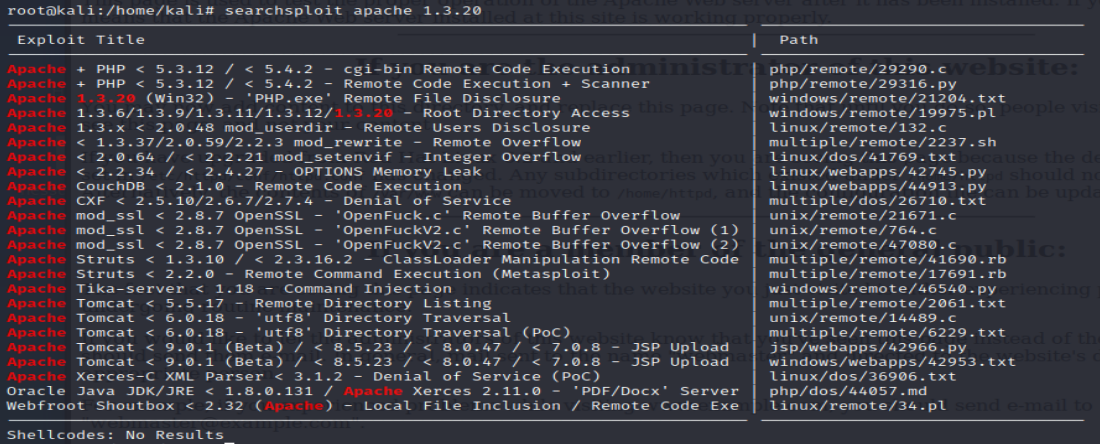 root@kali:/home/kali# searchsploit apache 1.3.20
Exploit Title | Path
Apache + PHP < 5.3.12 / < 5.4.2 - cgi-bin Remote Code Execution | php/remote/29290.c
Apache + PHP < 5.3.12 / < 5.4.2 - Remote Code Execution + Scanner | php/remote/29316.py
Apache 1.3.20 (Win32) - 'PHP.exe' Remote File Disclosure | windows/remote/21204.txt
Apache 1.3.6/1.3.9/1.3.11/1.3.12/1.3.20 - Root Directory Access | windows/remote/19975.pl
Apache 1.3.x < 2.0.48 mod_userdir - Remote Users Disclosure | linux/remote/132.c
Apache < 1.3.37/2.0.59/2.2.3 mod_rewrite - Remote Overflow | multiple/remote/2237.sh
Apache < 2.0.64 / < 2.2.21 mod_setenvif - Integer Overflow | linux/dos/41769.txt
Apache < 2.2.34 / < 2.4.27 - OPTIONS Memory Leak | linux/webapps/42745.py
Apache CouchDB < 2.1.0 - Remote Code Execution | linux/webapps/44913.py
Apache CXF < 2.5.10/2.6.7/2.7.4 - Denial of Service | multiple/dos/26710.txt
Apache mod_ssl < 2.8.7 OpenSSL - 'OpenFuck.c' Remote Buffer Overflow | unix/remote/21671.c
Apache mod_ssl < 2.8.7 OpenSSL - 'OpenFuckV2.c' Remote Buffer Overflow (1) | unix/remote/764.c
Apache mod_ssl < 2.8.7 OpenSSL - 'OpenFuckV2.c' Remote Buffer Overflow (2) | unix/remote/47080.c
Apache Struts < 1.3.10 / < 2.3.16.2 - ClassLoader Manipulation Remote Code | multiple/remote/41690.rb
Apache Struts < 2.2.0 - Remote Command Execution (Metasploit) | multiple/remote/17691.rb
Apache Tika-server < 1.18 - Command Injection | windows/remote/46540.py
Apache Tomcat < 5.5.17 - Remote Directory Listing | multiple/remote/2061.txt
Apache Tomcat < 6.0.18 - 'utf8' Directory Traversal | unix/remote/14489.c
Apache Tomcat < 6.0.18 - 'utf8' Directory Traversal (PoC) | multiple/remote/6229.txt
Apache Tomcat < 9.0.1 (Beta) / < 8.5.23 / < 8.0.47 / < 7.0.8 - JSP Upload | jsp/webapps/42966.py
Apache Tomcat < 9.0.1 (Beta) / < 8.5.23 / < 8.0.47 / < 7.0.8 - JSP Upload | windows/webapps/42953.txt
Apache Xerces-C XML Parser < 3.1.2 - Denial of Service (PoC) | linux/dos/36906.txt
Oracle Java JDK/JRE < 1.8.0.131 / Apache Xerces 2.11.0 - 'PDF/Docx' Server | php/dos/44057.md
Webfroot Shoutbox < 2.32 (Apache) - Local File Inclusion / Remote Code Exe | linux/remote/34.pl
Shellcodes: No Results